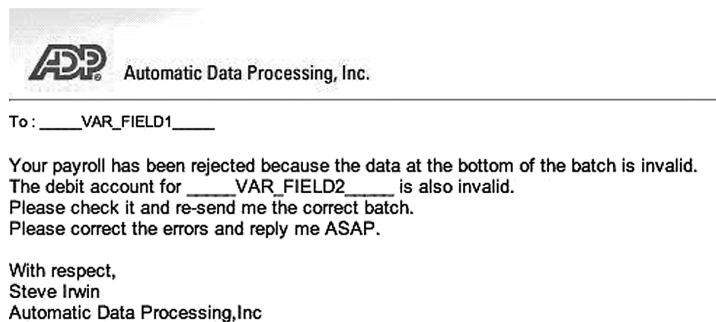 ADP
Automatic Data Processing, Inc.
To : _____VAR_FIELD1_____
Your payroll has been rejected because the data at the bottom of the batch is invalid.
The debit account for _____VAR_FIELD2_____ is also invalid.
Please check it and re-send me the correct batch.
Please correct the errors and reply me ASAP.
With respect,
Steve Irwin
Automatic Data Processing,Inc